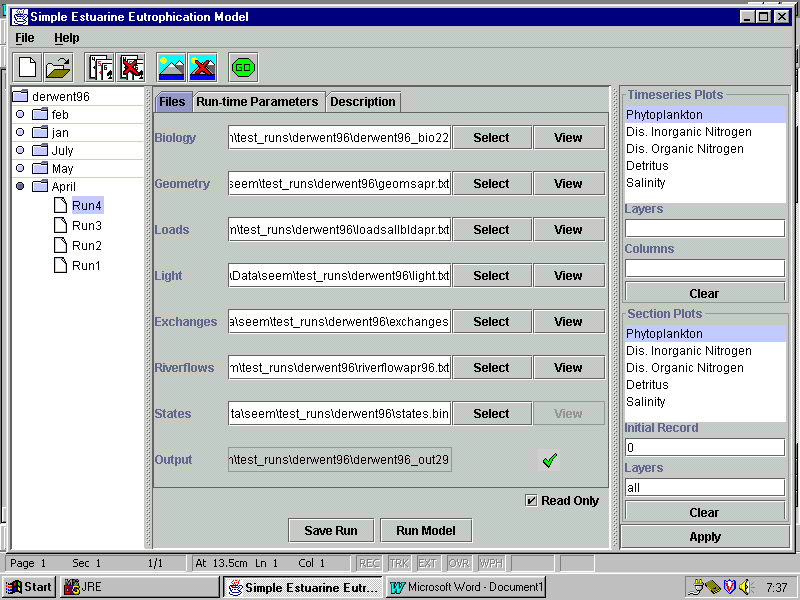 Simple Estuarine Eutrophication Model
File Help
GO
derwent96
feb
jan
July
May
April
Run4
Run3
Run2
Run1
Files Run-time Parameters Description
Biology \test_runs\derwent96\derwent96_bio22 Select View
Geometry seem\test_runs\derwent96\geomsapr.txt Select View
Loads \test_runs\derwent96\loadsallbldapr.txt Select View
Light \Data\seem\test_runs\derwent96\light.txt Select View
Exchanges a\seem\test_runs\derwent96\exchanges Select View
Riverflows \test_runs\derwent96\riverflowapr96.txt Select View
States ta\seem\test_runs\derwent96\states.bin Select View
Output \test_runs\derwent96\derwent96_out29
Read Only
Save Run Run Model
Timeseries Plots
Phytoplankton
Dis. Inorganic Nitrogen
Dis. Organic Nitrogen
Detritus
Salinity
Layers
Columns
Clear
Section Plots
Phytoplankton
Dis. Inorganic Nitrogen
Dis. Organic Nitrogen
Detritus
Salinity
Initial Record
0
Layers
all
Clear
Apply
Page 1 Sec 1 1/1 At 13.5cm Ln 1 Col 1 REC TRK EXT OVR WPH
Start JRE Simple Estuarine Eutr... Microsoft Word - Document1 7:37